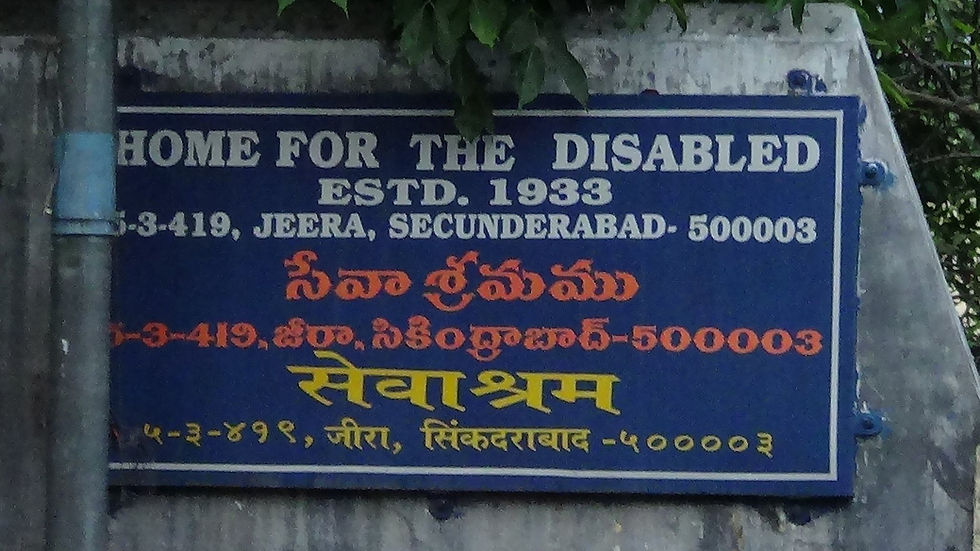 HOME FOR THE DISABLED
ESTD. 1933
5-3-419, JEERA, SECUNDERABAD- 500003
సేవా శ్రమము
5-3-419, జీరా, సికింద్రాబాద్-500003
सेवाश्रम
५-३-४१९, जीरा, सिंकदराबाद -५००००३